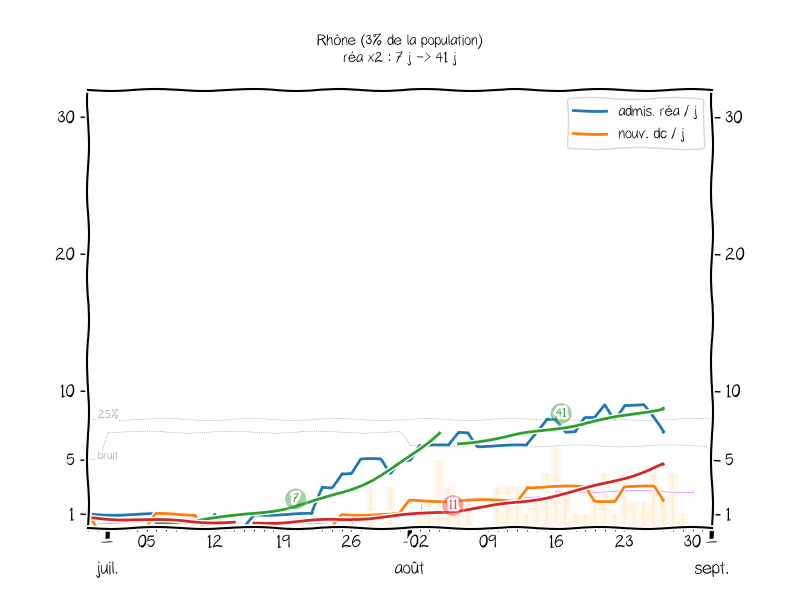 Rhône (3% de la population)
réa x2 : 7 j -> 41 j
admis. réa / j
nouv. dc / j
30 30
20 20
10 10
25%
41
bruit
5 5
7
11
1 1
05 12 19 26 02 09 16 23 30
juil. août sept.